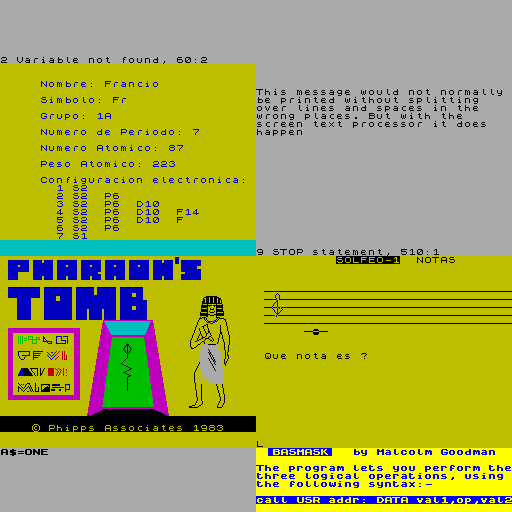 2 Variable not found, 60:2
Nombre: Francio
Simbolo: Fr
Grupo: 1A
Numero de Periodo: 7
Numero Atomico: 87
Peso Atomico: 223
Configuracion electronica:
1 S2
2 S2 P6
3 S2 P6 D10
4 S2 P6 D10 F14
5 S2 P6 D10 F
6 S2 P6
7 S1
This message would not normally
be printed without splitting
over lines and spaces in the
wrong places. But with the
screen text processor it does
happen
9 STOP statement, 510:1
PHARAOH'S
TOMB
© Phipps Associates 1983
SOLFEO-1 NOTAS
Que nota es ?
L
A$=ONE
BASMASK by Malcolm Goodman
The program lets you perform the
three logical operations, using
the following syntax:-
call USR addr: DATA val1,op,val2